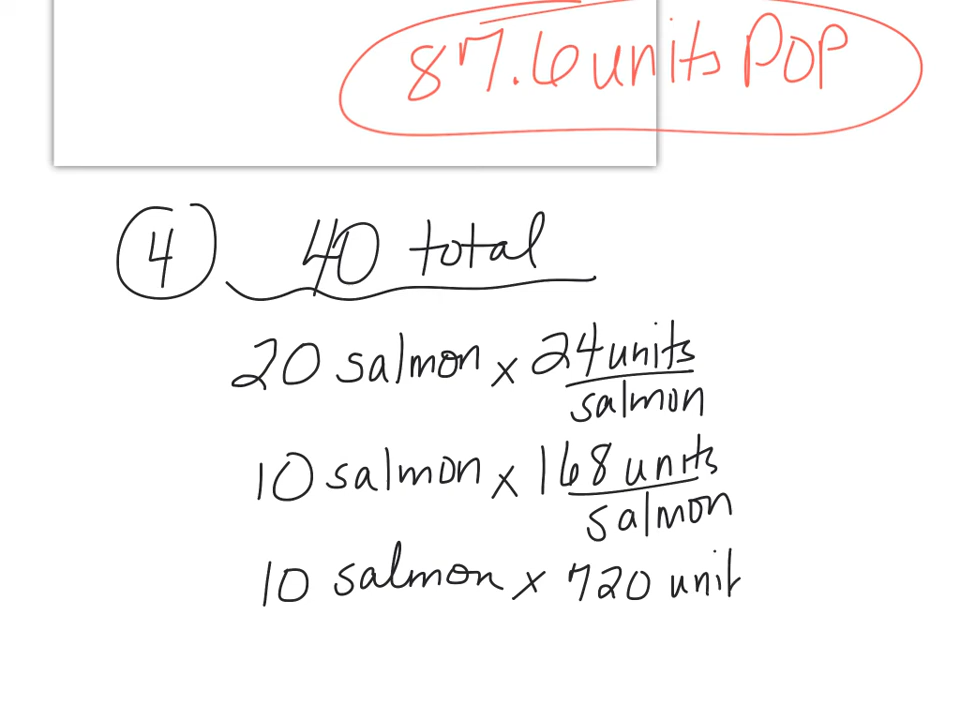 87.6 units POP
4 40 total
20 salmon x 24 units
salmon
10 salmon x 168 units
salmon
10 salmon x 720 unit